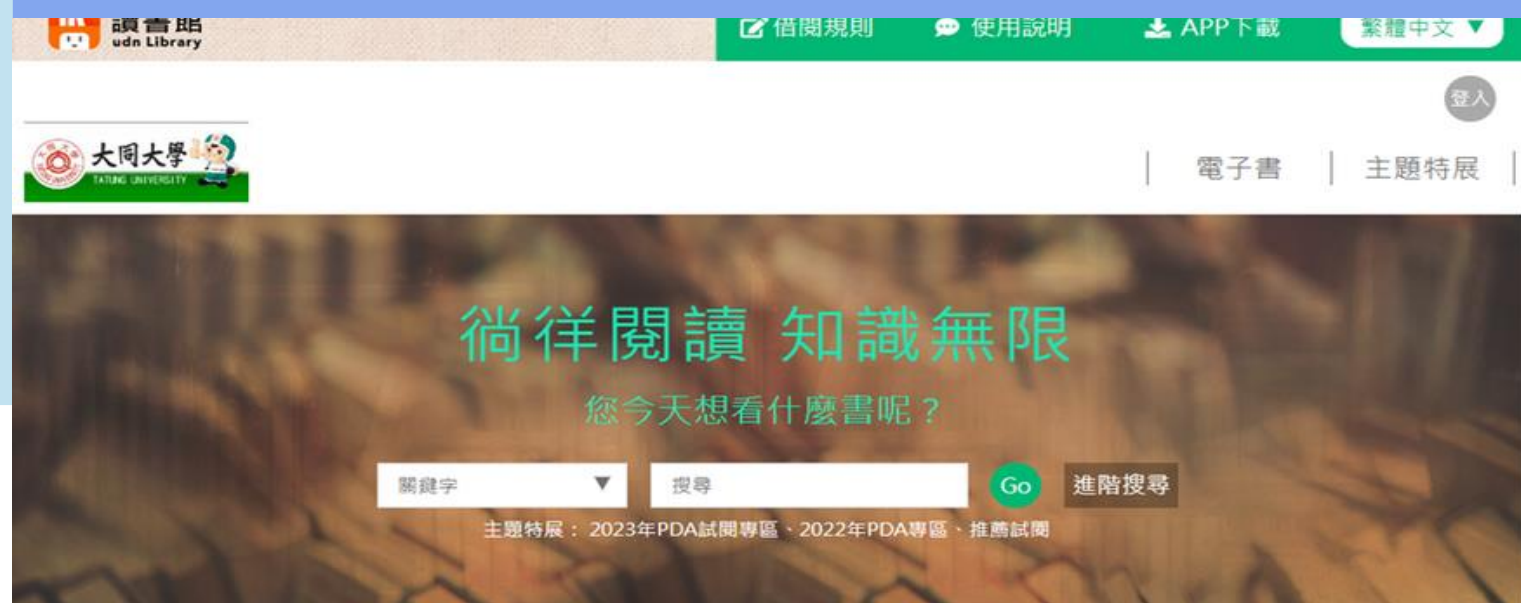 讀書館
udn Library
借閱規則 使用說明 APP下載 繁體中文 ▼
登入
大同大學
TATUNG UNIVERSITY
電子書 主題特展
徜徉閱讀 知識無限
您今天想看什麼書呢？
關鍵字 ▼ 搜尋 Go 進階搜尋
主題特展： 2023年PDA試閱專區、2022年PDA專區、推薦試閱